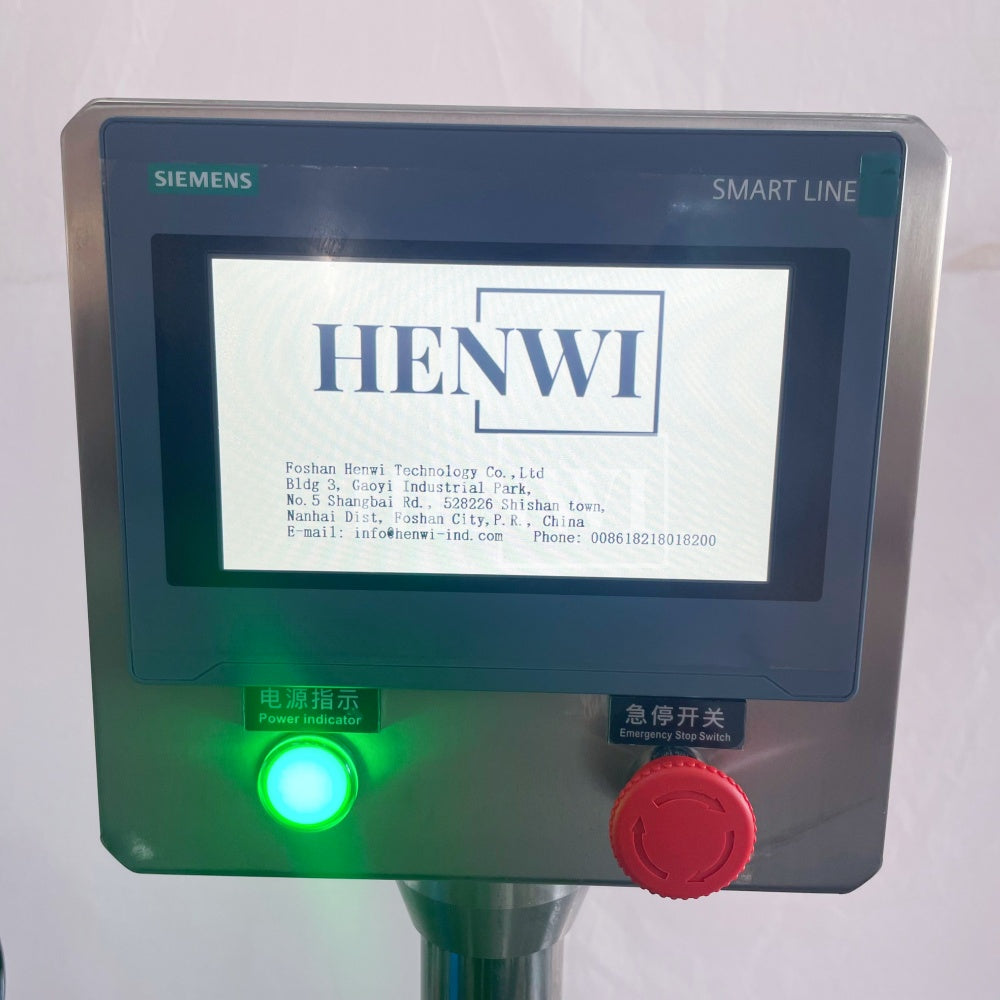 SIEMENS
SMART LINE
HENWI
Foshan Henwi Technology Co.,Ltd
Bldg 3, Gaoyi Industrial Park,
No.5 Shangbai Rd., 528226 Shishan town,
Nanhai Dist, Foshan City,P.R., China
E-mail: info@henwi-ind.com Phone: 008618218018200
电源指示
Power indicator
急停开关
Emergency Stop Switch